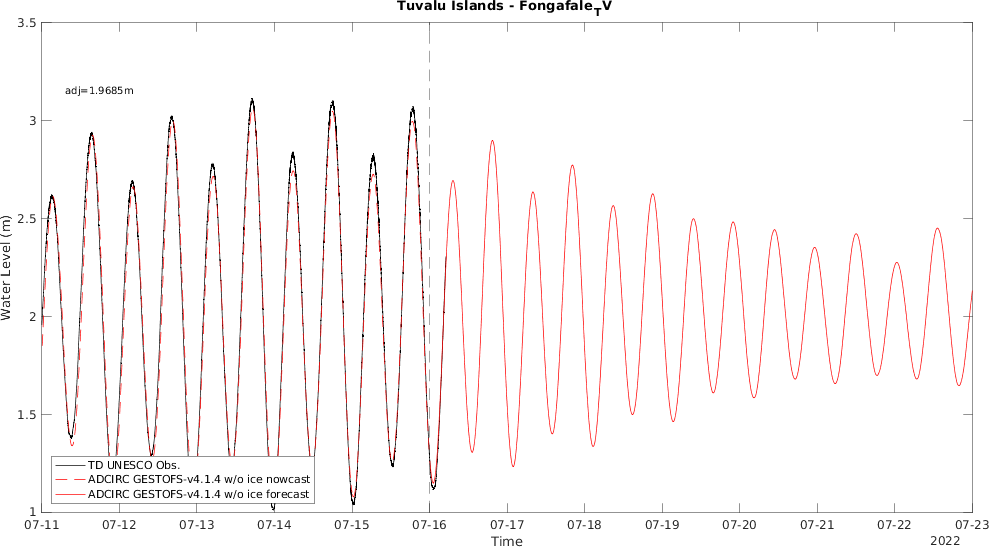 Tuvalu Islands - Fongafale_TV
adj=1.9685m
Water Level (m)
3.5
3
2.5
2
1.5
1
TD UNESCO Obs.
ADCIRC GESTOFS-v4.1.4 w/o ice nowcast
ADCIRC GESTOFS-v4.1.4 w/o ice forecast
07-11 07-12 07-13 07-14 07-15 07-16 07-17 07-18 07-19 07-20 07-21 07-22 07-23
Time
2022